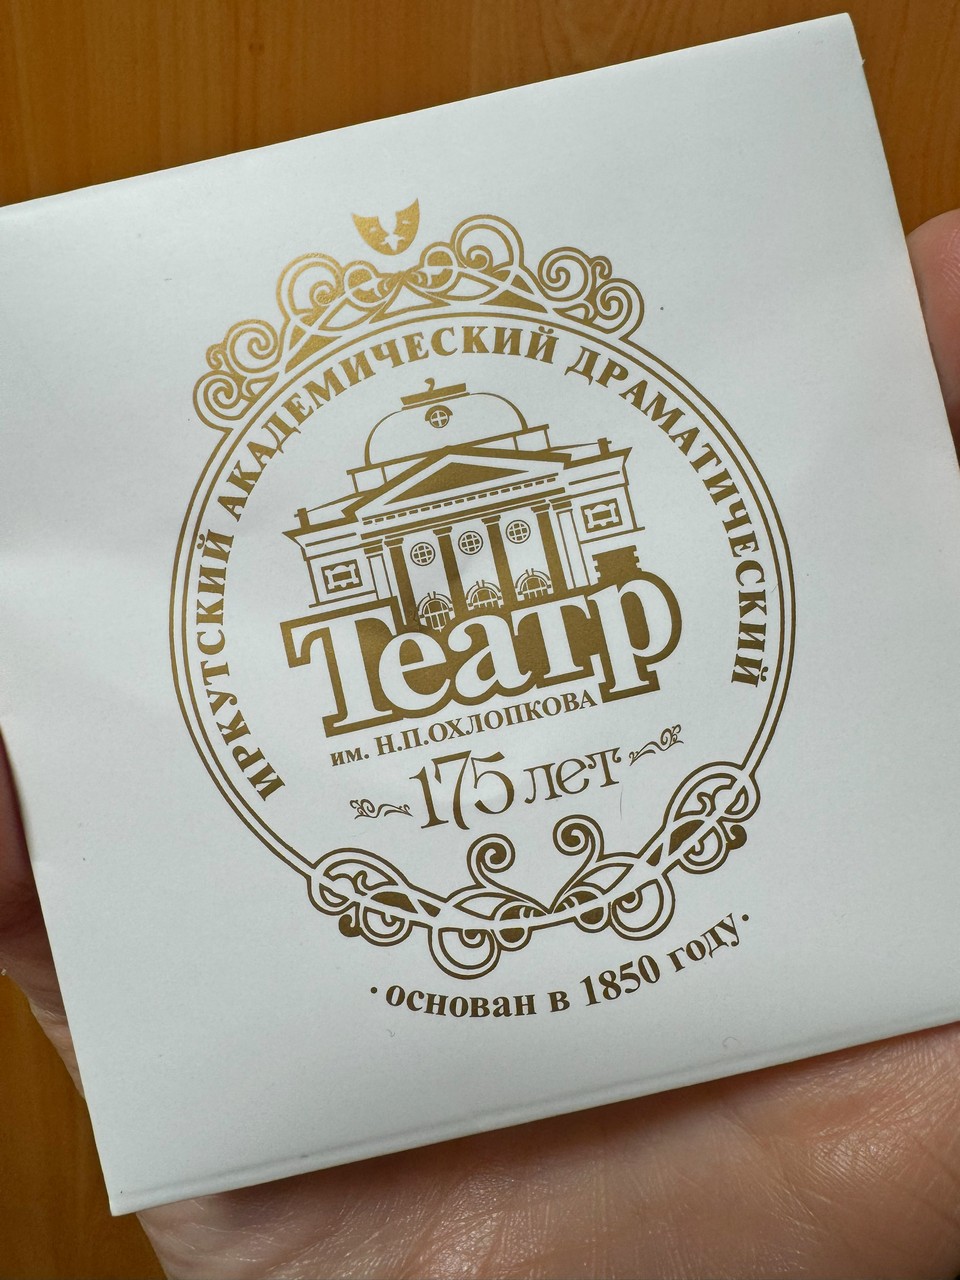 ИРКУТСКИЙ АКАДЕМИЧЕСКИЙ ДРАМАТИЧЕСКИЙ
Театр
им. Н.П.ОХЛОПКОВА
175 лет
· основан в 1850 году ·